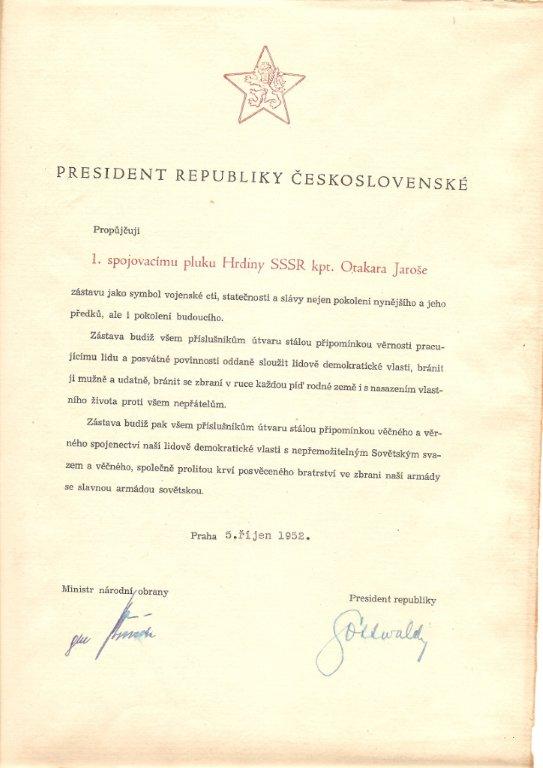 PRESIDENT REPUBLIKY ČESKOSLOVENSKÉ
Propůjčuji
1. spojovacímu pluku Hrdiny SSSR kpt. Otakara Jaroše
zástavu jako symbol vojenské cti, statečnosti a slávy nejen pokolení nynějšího a jeho
předků, ale i pokolení budoucího.
Zástava budiž všem příslušníkům útvaru stálou připomínkou věrnosti pracu-
jícímu lidu a posvátné povinnosti oddaně sloužit lidově demokratické vlasti, bránit
ji mužně a udatně, bránit se zbraní v ruce každou píď rodné země i s nasazením vlast-
ního života proti všem nepřátelům.
Zástava budiž pak všem příslušníkům útvaru stálou připomínkou věčného a věr-
ného spojenectví naší lidově demokratické vlasti s nepřemožitelným Sovětským sva-
zem a věčného, společně prolitou krví posvěceného bratrství ve zbrani naší armády
se slavnou armádou sovětskou.
Praha 5.říjen 1952.
Ministr národní obrany
President republiky
Gottwald